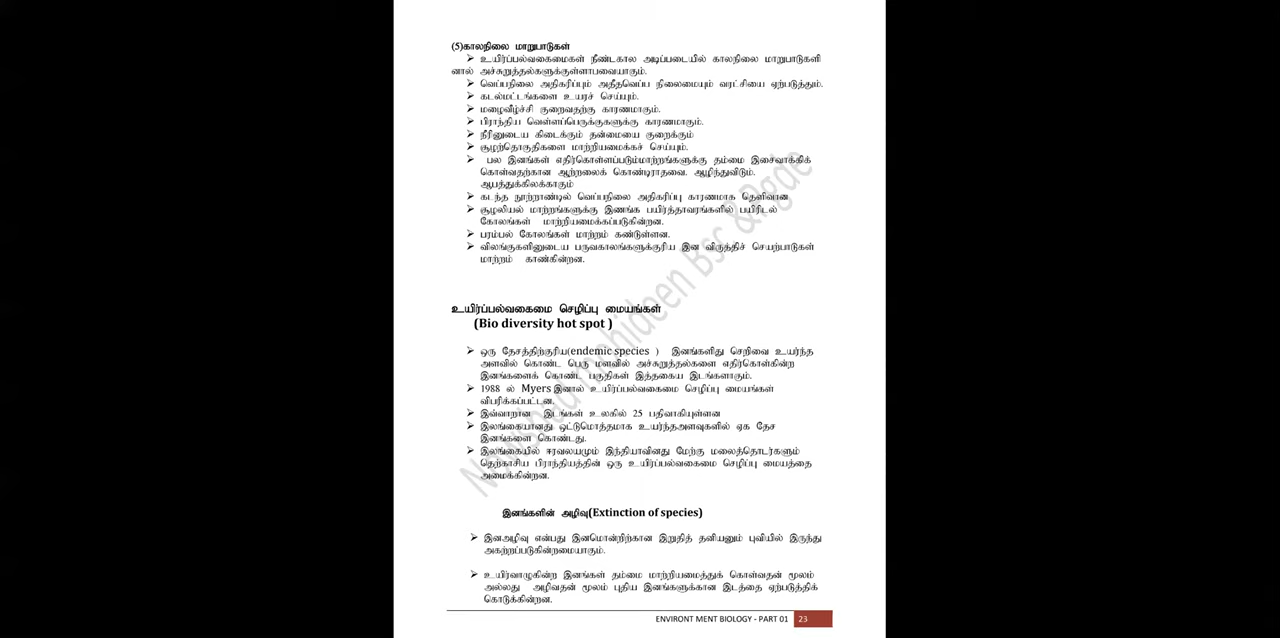 (5)காலநிலை மாறுபாடுகள்
➢ உயிர்ப்பல்வகைமைகள் நீண்டகால அடிப்படையில் காலநிலை மாறுபாடுகளி
னால் அச்சுறுத்தல்களுக்குள்ளாபவையாகும்.
➢ வெப்பநிலை அதிகரிப்பும் அதீதவெப்ப நிலைமையும் வரட்சியை ஏற்படுத்தும்.
➢ கடல்மட்டங்களை உயரச் செய்யும்.
➢ மழைவீழ்ச்சி குறைவதற்கு காரணமாகும்.
➢ பிராந்திய வெள்ளப்பெருக்குகளுக்கு காரணமாகும்.
➢ நீரினுடைய கிடைக்கும் தன்மையை குறைக்கும்
➢ சூழற்தொகுதிகளை மாற்றியமைக்கச் செய்யும்.
➢ பல இனங்கள் எதிர்கொள்ளப்படும்மாற்றங்களுக்கு தம்மை இசைவாக்கிக்
கொள்வதற்கான ஆற்றலைக் கொண்டிராதவை. ஆழிந்துவிடும்.
ஆபத்துக்கிலக்காகும்
➢ கடந்த நூற்றாண்டில் வெப்பநிலை அதிகரிப்பு காரணமாக தெளிவான
➢ சூழலியல் மாற்றங்களுக்கு இணங்க பயிர்த்தாவரங்களில் பயிரிடல்
கோலங்கள் மாற்றியமைக்கப்படுகின்றன.
➢ பரம்பல் கோலங்கள் மாற்றம் கண்டுள்ளன.
➢ விலங்குகளினுடைய பருவகாலங்களுக்குரிய இன விருத்திச் செயற்பாடுகள்
மாற்றம் காண்கின்றன.
உயிர்ப்பல்வகைமை செழிப்பு மையங்கள்
(Bio diversity hot spot )
➢ ஒரு தேசத்திற்குரிய(endemic species ) இனங்களிது செறிவை உயர்ந்த
அளவில் கொண்ட பெரு மளவில் அச்சுறுத்தல்களை எதிர்கொள்கின்ற
இனங்களைக் கொண்ட பகுதிகள் இத்தகைய இடங்களாகும்.
➢ 1988 ல் Myers இனால் உயிர்ப்பல்வகைமை செழிப்பு மையங்கள்
விபரிக்கப்பட்டன.
➢ இவ்வாறான இடங்கள் உலகில் 25 பதிவாகியுள்ளன
➢ இலங்கையானது ஒட்டுமொத்தமாக உயர்ந்தஅளவுகளில் ஏக தேச
இனங்களை கொண்டது.
➢ இலங்கையில் ஈரவலயமும் இந்தியாவினது மேற்கு மலைத்தொடர்களும்
தெற்காசிய பிராந்தியத்தின் ஒரு உயிர்ப்பல்வகைமை செழிப்பு மையத்தை
அமைக்கின்றன.
இனங்களின் அழிவு(Extinction of species)
➢ இனஅழிவு என்பது இனமொன்றிற்கான இறுதித் தனியனும் புவியில் இருந்து
அகற்றப்படுகின்றமையாகும்.
➢ உயிர்வாழுகின்ற இனங்கள் தம்மை மாற்றியமைத்துக் கொள்வதன் மூலம்
அல்லது அழிவதன் மூலம் புதிய இனங்களுக்கான இடத்தை ஏற்படுத்திக்
கொடுக்கின்றன.
ENVIRONT MENT BIOLOGY - PART 01 23